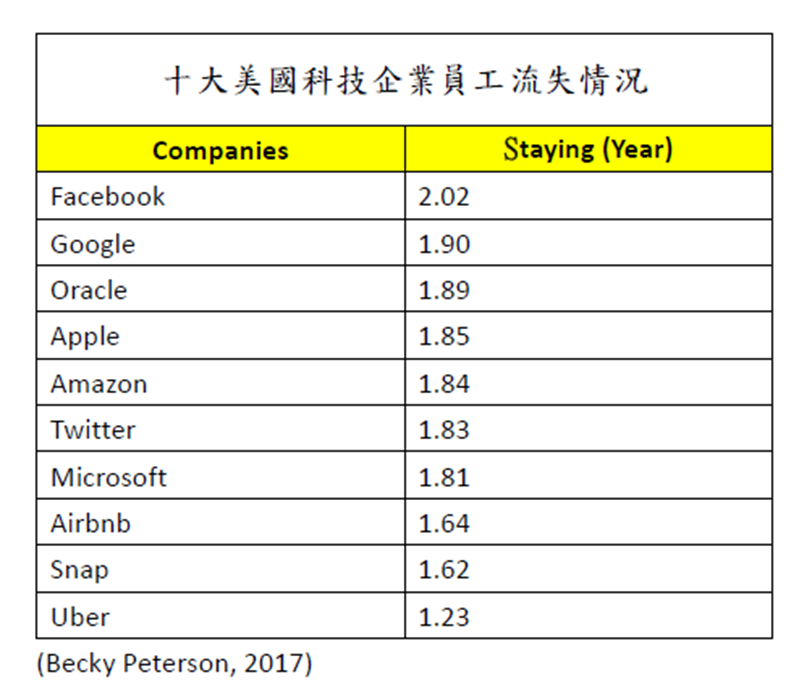 十大美國科技企業員工流失情況
Companies Staying (Year)
Facebook 2.02
Google 1.90
Oracle 1.89
Apple 1.85
Amazon 1.84
Twitter 1.83
Microsoft 1.81
Airbnb 1.64
Snap 1.62
Uber 1.23
(Becky Peterson, 2017)